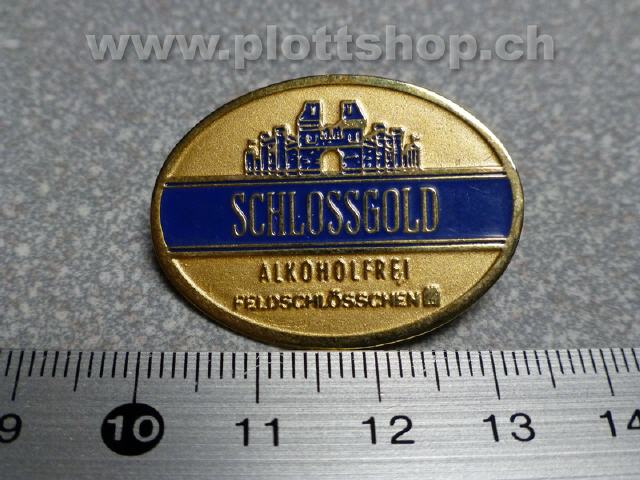 www.plottshop.ch
SCHLOSSGOLD
ALKOHOLFREI
FELDSCHLÖSSCHEN
9 10 11 12 13 14